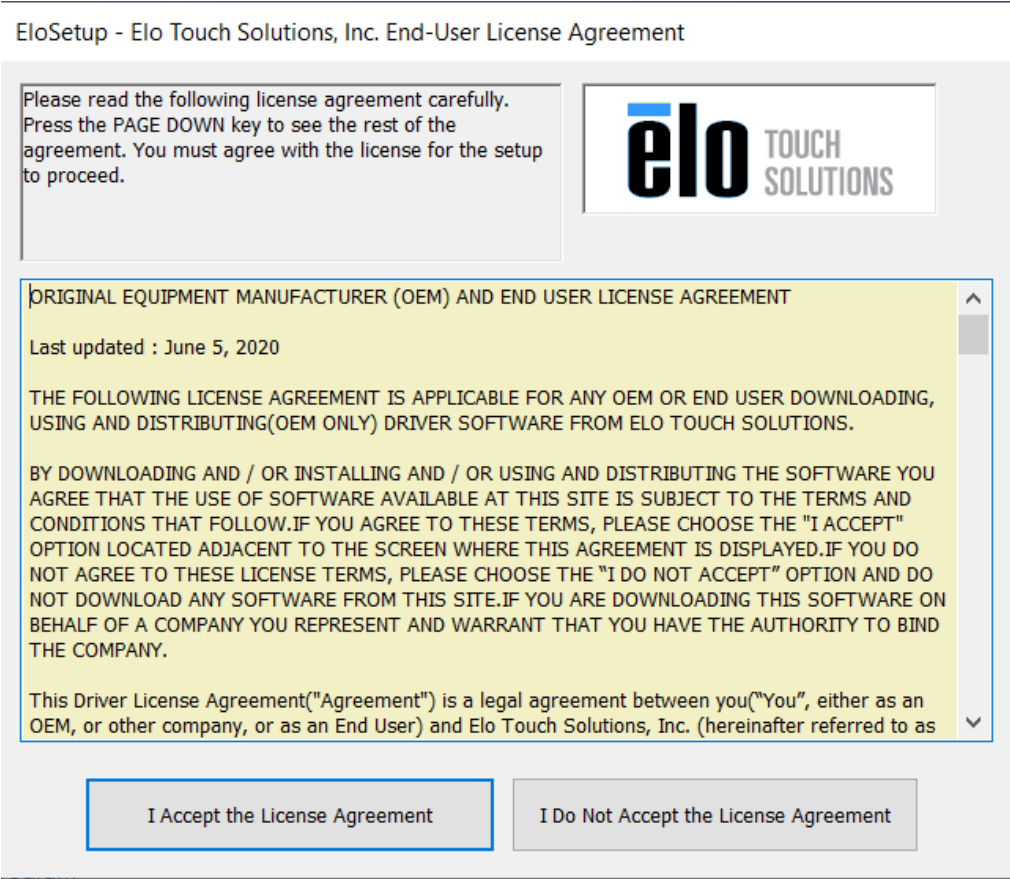 EloSetup - Elo Touch Solutions, Inc. End-User License Agreement
Please read the following license agreement carefully.
Press the PAGE DOWN key to see the rest of the
agreement. You must agree with the license for the setup
to proceed.
elo TOUCH
SOLUTIONS
ORIGINAL EQUIPMENT MANUFACTURER (OEM) AND END USER LICENSE AGREEMENT
Last updated : June 5, 2020
THE FOLLOWING LICENSE AGREEMENT IS APPLICABLE FOR ANY OEM OR END USER DOWNLOADING,
USING AND DISTRIBUTING(OEM ONLY) DRIVER SOFTWARE FROM ELO TOUCH SOLUTIONS.
BY DOWNLOADING AND / OR INSTALLING AND / OR USING AND DISTRIBUTING THE SOFTWARE YOU
AGREE THAT THE USE OF SOFTWARE AVAILABLE AT THIS SITE IS SUBJECT TO THE TERMS AND
CONDITIONS THAT FOLLOW.IF YOU AGREE TO THESE TERMS, PLEASE CHOOSE THE "I ACCEPT"
OPTION LOCATED ADJACENT TO THE SCREEN WHERE THIS AGREEMENT IS DISPLAYED.IF YOU DO
NOT AGREE TO THESE LICENSE TERMS, PLEASE CHOOSE THE “I DO NOT ACCEPT” OPTION AND DO
NOT DOWNLOAD ANY SOFTWARE FROM THIS SITE.IF YOU ARE DOWNLOADING THIS SOFTWARE ON
BEHALF OF A COMPANY YOU REPRESENT AND WARRANT THAT YOU HAVE THE AUTHORITY TO BIND
THE COMPANY.
This Driver License Agreement("Agreement") is a legal agreement between you(“You”, either as an
OEM, or other company, or as an End User) and Elo Touch Solutions, Inc. (hereinafter referred to as
I Accept the License Agreement
I Do Not Accept the License Agreement